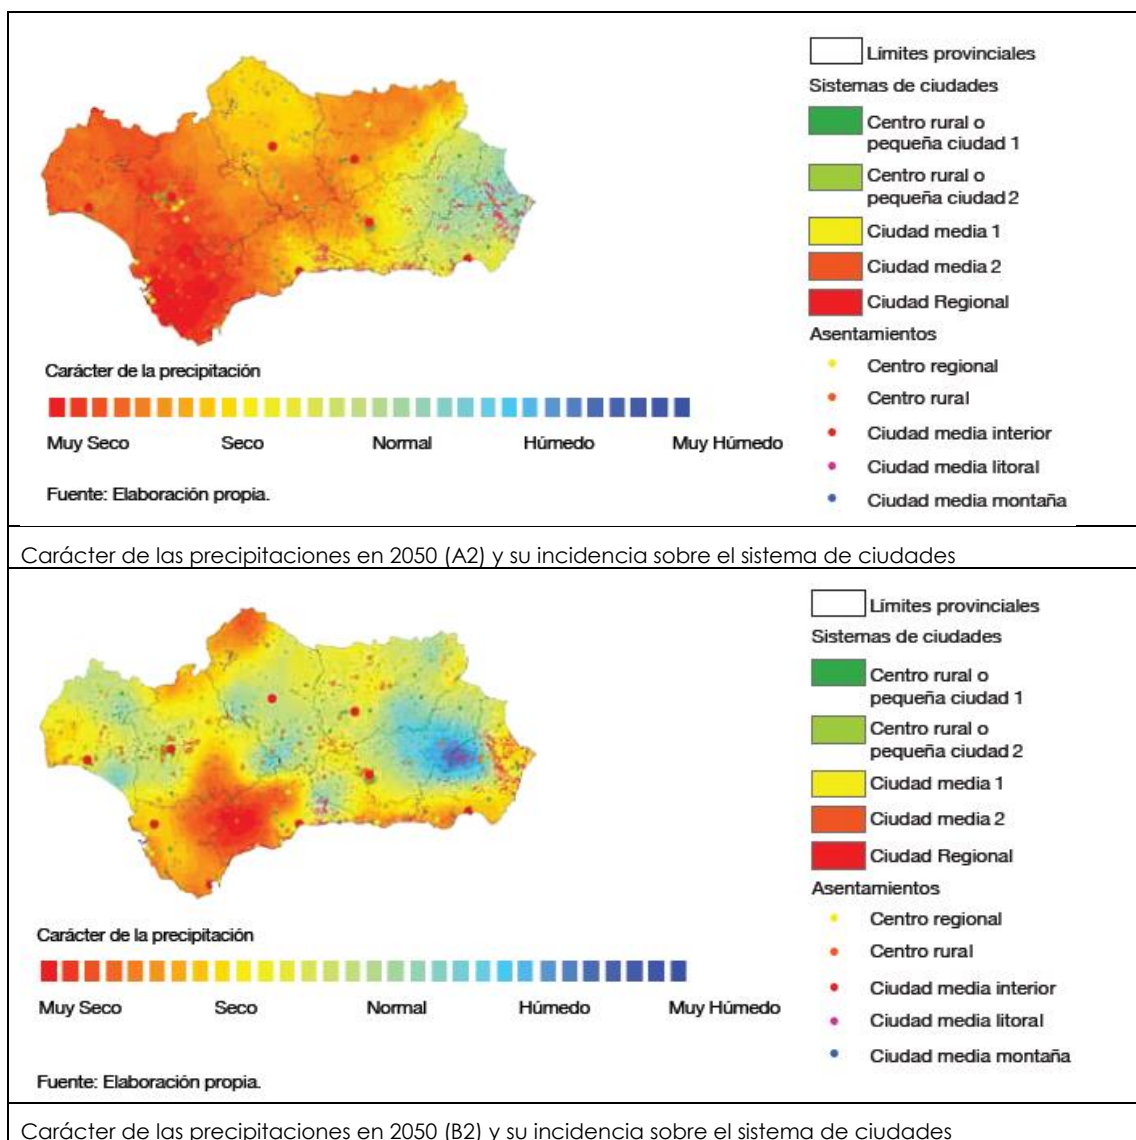 Límites provinciales
Sistemas de ciudades
Centro rural o
pequeña ciudad 1
Centro rural o
pequeña ciudad 2
Ciudad media 1
Ciudad media 2
Ciudad Regional
Asentamientos
Centro regional
Centro rural
Ciudad media interior
Ciudad media litoral
Ciudad media montaña
Carácter de la precipitación
Muy Seco Seco Normal Húmedo Muy Húmedo
Fuente: Elaboración propia.
Carácter de las precipitaciones en 2050 (A2) y su incidencia sobre el sistema de ciudades
Límites provinciales
Sistemas de ciudades
Centro rural o
pequeña ciudad 1
Centro rural o
pequeña ciudad 2
Ciudad media 1
Ciudad media 2
Ciudad Regional
Asentamientos
Centro regional
Centro rural
Ciudad media interior
Ciudad media litoral
Ciudad media montaña
Carácter de la precipitación
Muy Seco Seco Normal Húmedo Muy Húmedo
Fuente: Elaboración propia.
Carácter de las precipitaciones en 2050 (B2) y su incidencia sobre el sistema de ciudades